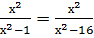 x²/(x²−1) = x²/(x²−16)